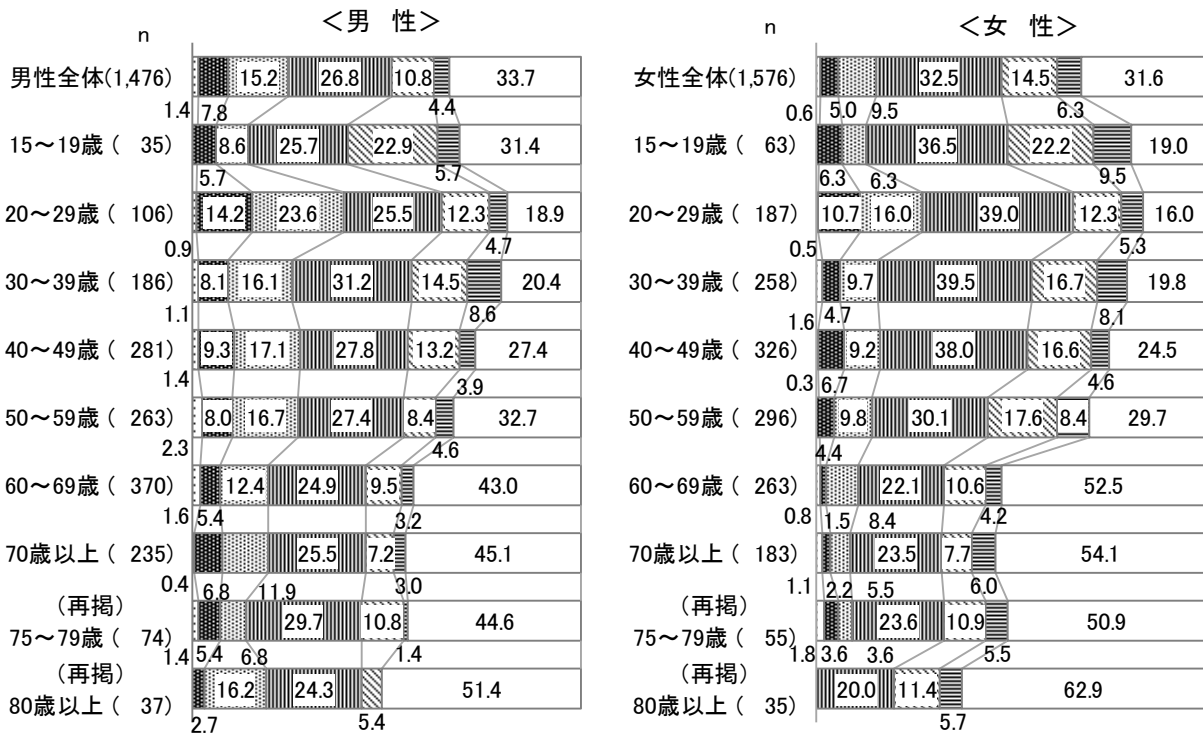 ＜男　性＞
n
男性全体(1,476) 15.2 26.8 10.8 33.7
1.4 7.8 4.4
15～19歳 (　35) 8.6 25.7 22.9 31.4
5.7 5.7
20～29歳 ( 106) 14.2 23.6 25.5 12.3 18.9
0.9 4.7
30～39歳 ( 186) 8.1 16.1 31.2 14.5 20.4
1.1 8.6
40～49歳 ( 281) 9.3 17.1 27.8 13.2 27.4
1.4 3.9
50～59歳 ( 263) 8.0 16.7 27.4 8.4 32.7
2.3 4.6
60～69歳 ( 370) 12.4 24.9 9.5 43.0
1.6 5.4 3.2
70歳以上 ( 235) 25.5 7.2 45.1
0.4 6.8 11.9 3.0
(再掲)
75～79歳 (　74) 29.7 10.8 44.6
1.4 5.4 6.8 1.4
(再掲)
80歳以上 (　37) 16.2 24.3 51.4
2.7 5.4
＜女　性＞
n
女性全体(1,576) 32.5 14.5 31.6
0.6 5.0 9.5 6.3
15～19歳 (　63) 36.5 22.2 19.0
6.3 6.3 9.5
20～29歳 ( 187) 10.7 16.0 39.0 12.3 16.0
0.5 5.3
30～39歳 ( 258) 9.7 39.5 16.7 19.8
1.6 4.7 8.1
40～49歳 ( 326) 9.2 38.0 16.6 24.5
0.3 6.7 4.6
50～59歳 ( 296) 9.8 30.1 17.6 8.4 29.7
4.4
60～69歳 ( 263) 22.1 10.6 52.5
0.8 1.5 8.4 4.2
70歳以上 ( 183) 23.5 7.7 54.1
1.1 2.2 5.5 6.0
(再掲)
75～79歳 (　55) 23.6 10.9 50.9
1.8 3.6 3.6 5.5
(再掲)
80歳以上 (　35) 20.0 11.4 62.9
5.7